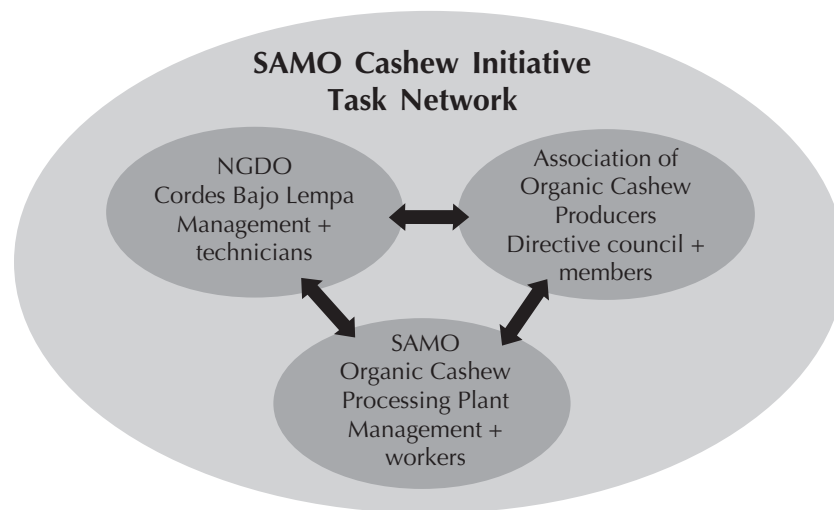 SAMO Cashew Initiative
Task Network
NGDO
Cordes Bajo Lempa
Management +
technicians
Association of
Organic Cashew
Producers
Directive council +
members
SAMO
Organic Cashew
Processing Plant
Management +
workers